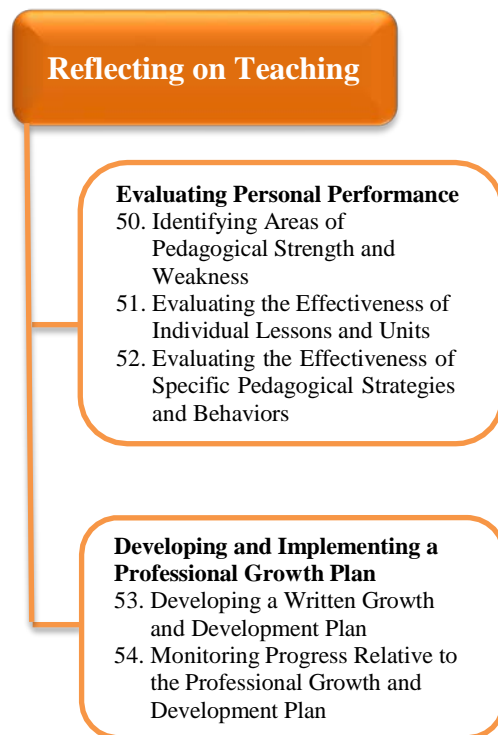 Reflecting on Teaching
Evaluating Personal Performance
50. Identifying Areas of
Pedagogical Strength and
Weakness
51. Evaluating the Effectiveness of
Individual Lessons and Units
52. Evaluating the Effectiveness of
Specific Pedagogical Strategies
and Behaviors
Developing and Implementing a
Professional Growth Plan
53. Developing a Written Growth
and Development Plan
54. Monitoring Progress Relative to
the Professional Growth and
Development Plan